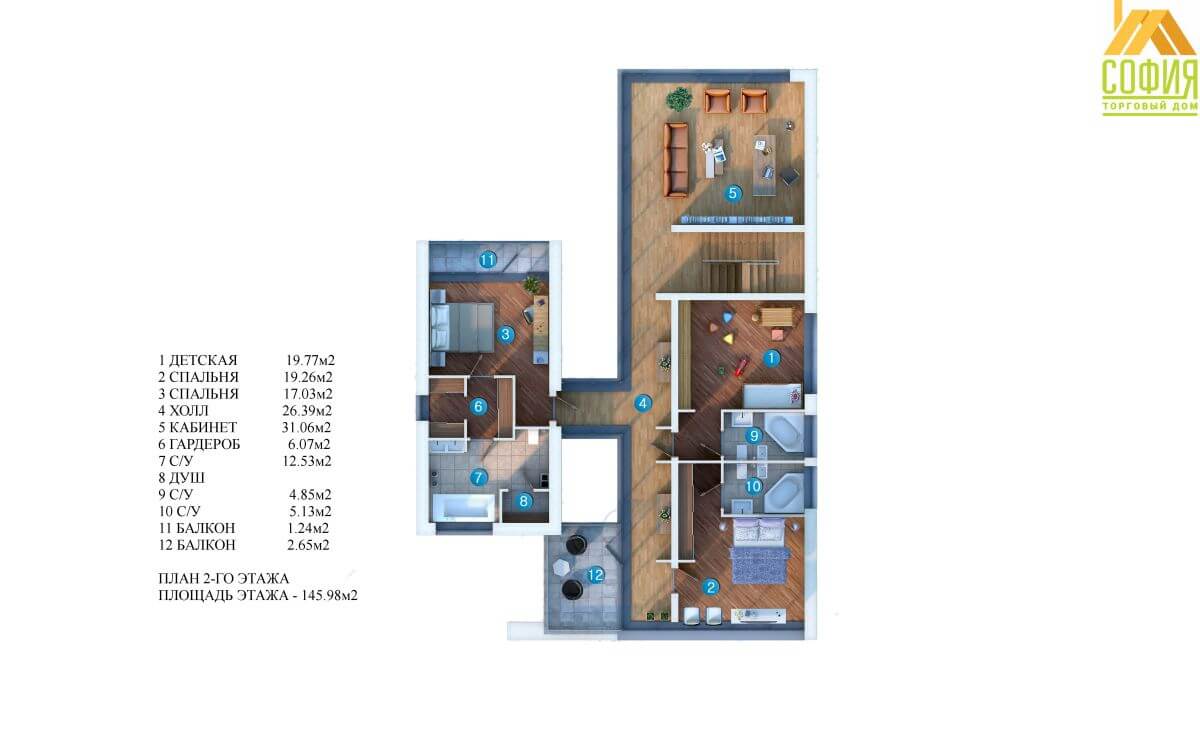 СОФИЯ
ТОРГОВЫЙ ДОМ
5
11
3
1 ДЕТСКАЯ 19.77м2
1
2 СПАЛЬНЯ 19.26м2
3 СПАЛЬНЯ 17.03м2
4 ХОЛЛ 26.39м2
6
4
5 КАБИНЕТ 31.06м2
9
6 ГАРДЕРОБ 6.07м2
7 С/У 12.53м2
7
8 ДУШ
10
9 С/У 4.85м2
8
10 С/У 5.13м2
11 БАЛКОН 1.24м2
12 БАЛКОН 2.65м2
12
2
ПЛАН 2-ГО ЭТАЖА
ПЛОЩАДЬ ЭТАЖА - 145.98м2